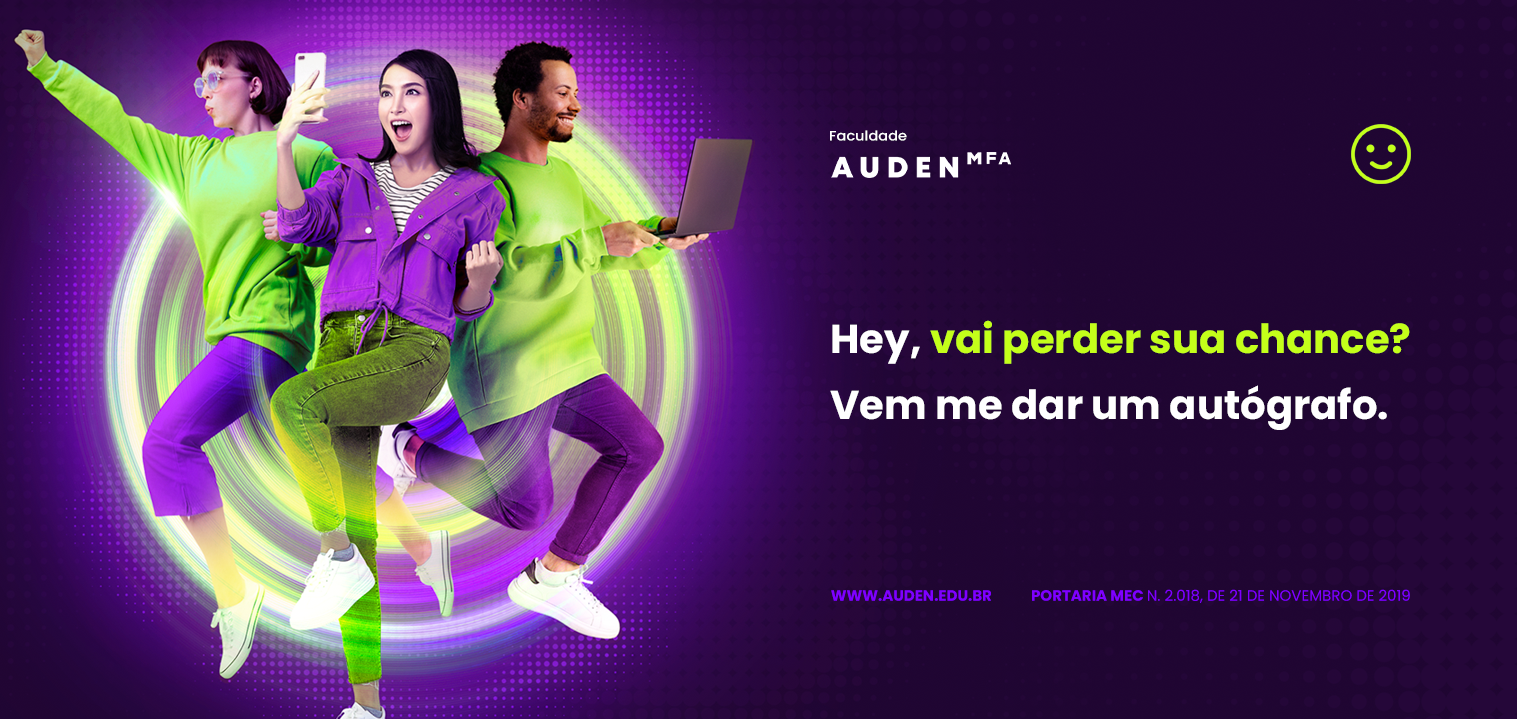 Faculdade
AUDEN MFA
Hey, vai perder sua chance?
Vem me dar um autógrafo.
WWW.AUDEN.EDU.BR PORTARIA MEC N. 2.018, DE 21 DE NOVEMBRO DE 2019